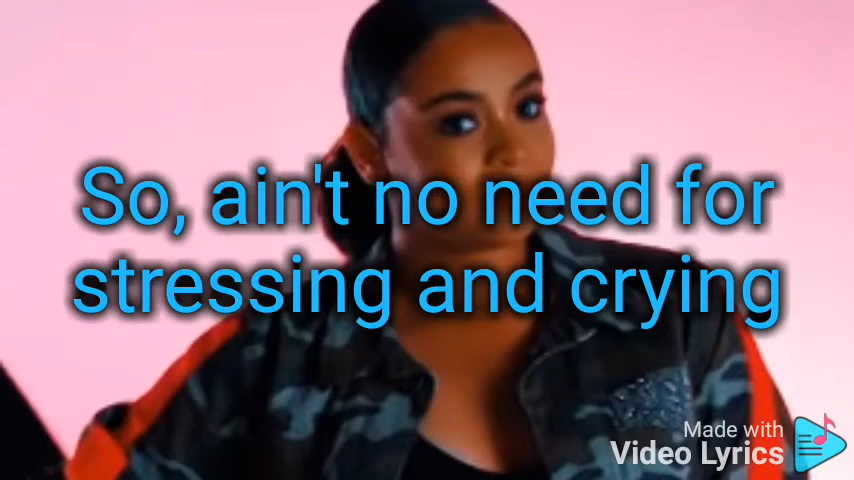 So, ain't no need for
stressing and crying
Made with
Video Lyrics